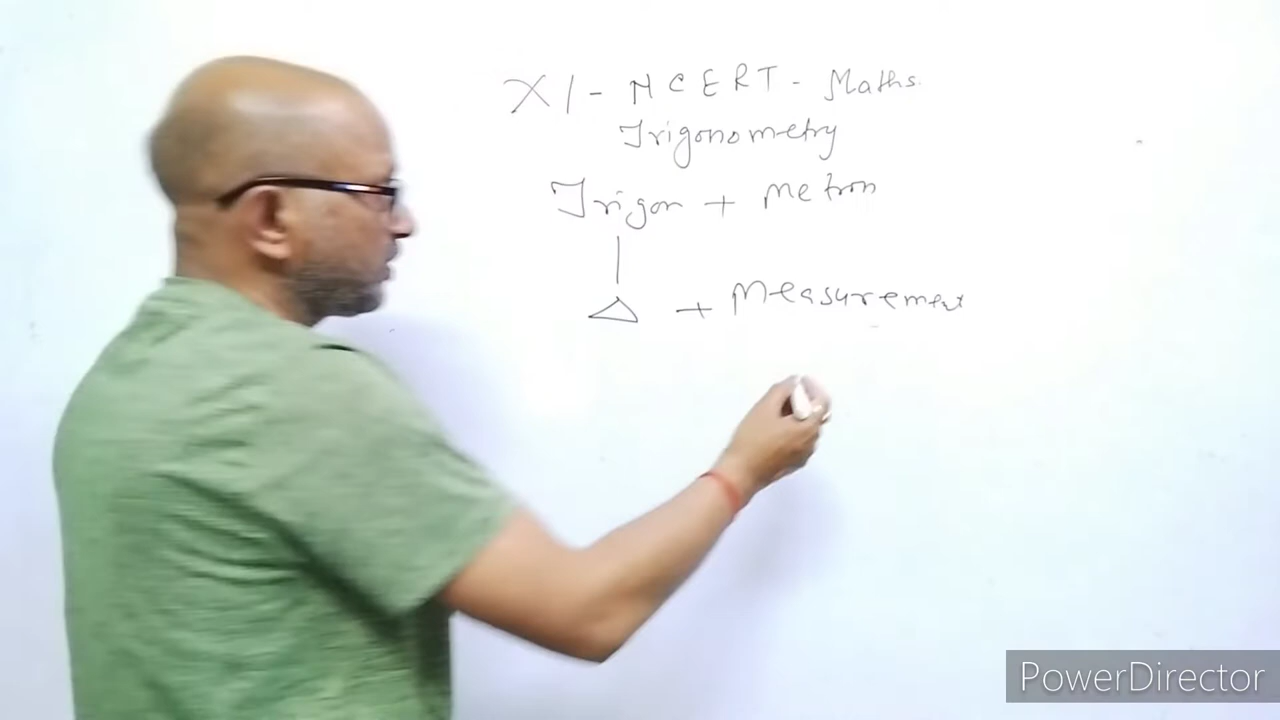 XI - NCERT - Maths.
Trigonometry
Trigon + Metron
+ Measurement
PowerDirector